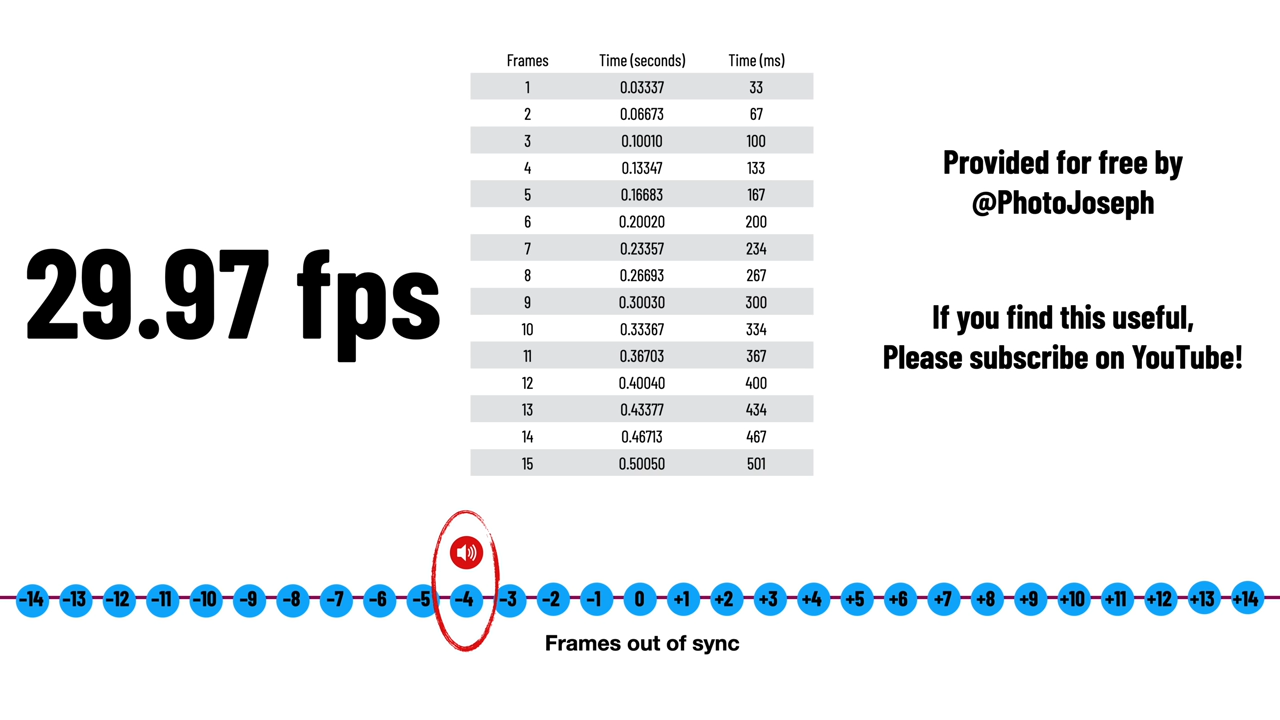 29.97 fps
Frames Time (seconds) Time (ms)
1 0.03337 33
2 0.06673 67
3 0.10010 100
4 0.13347 133
5 0.16683 167
6 0.20020 200
7 0.23357 234
8 0.26693 267
9 0.30030 300
10 0.33367 334
11 0.36703 367
12 0.40040 400
13 0.43377 434
14 0.46713 467
15 0.50050 501
Provided for free by
@PhotoJoseph
If you find this useful,
Please subscribe on YouTube!
-14 -13 -12 -11 -10 -9 -8 -7 -6 -5 -4 -3 -2 -1 0 +1 +2 +3 +4 +5 +6 +7 +8 +9 +10 +11 +12 +13 +14
Frames out of sync